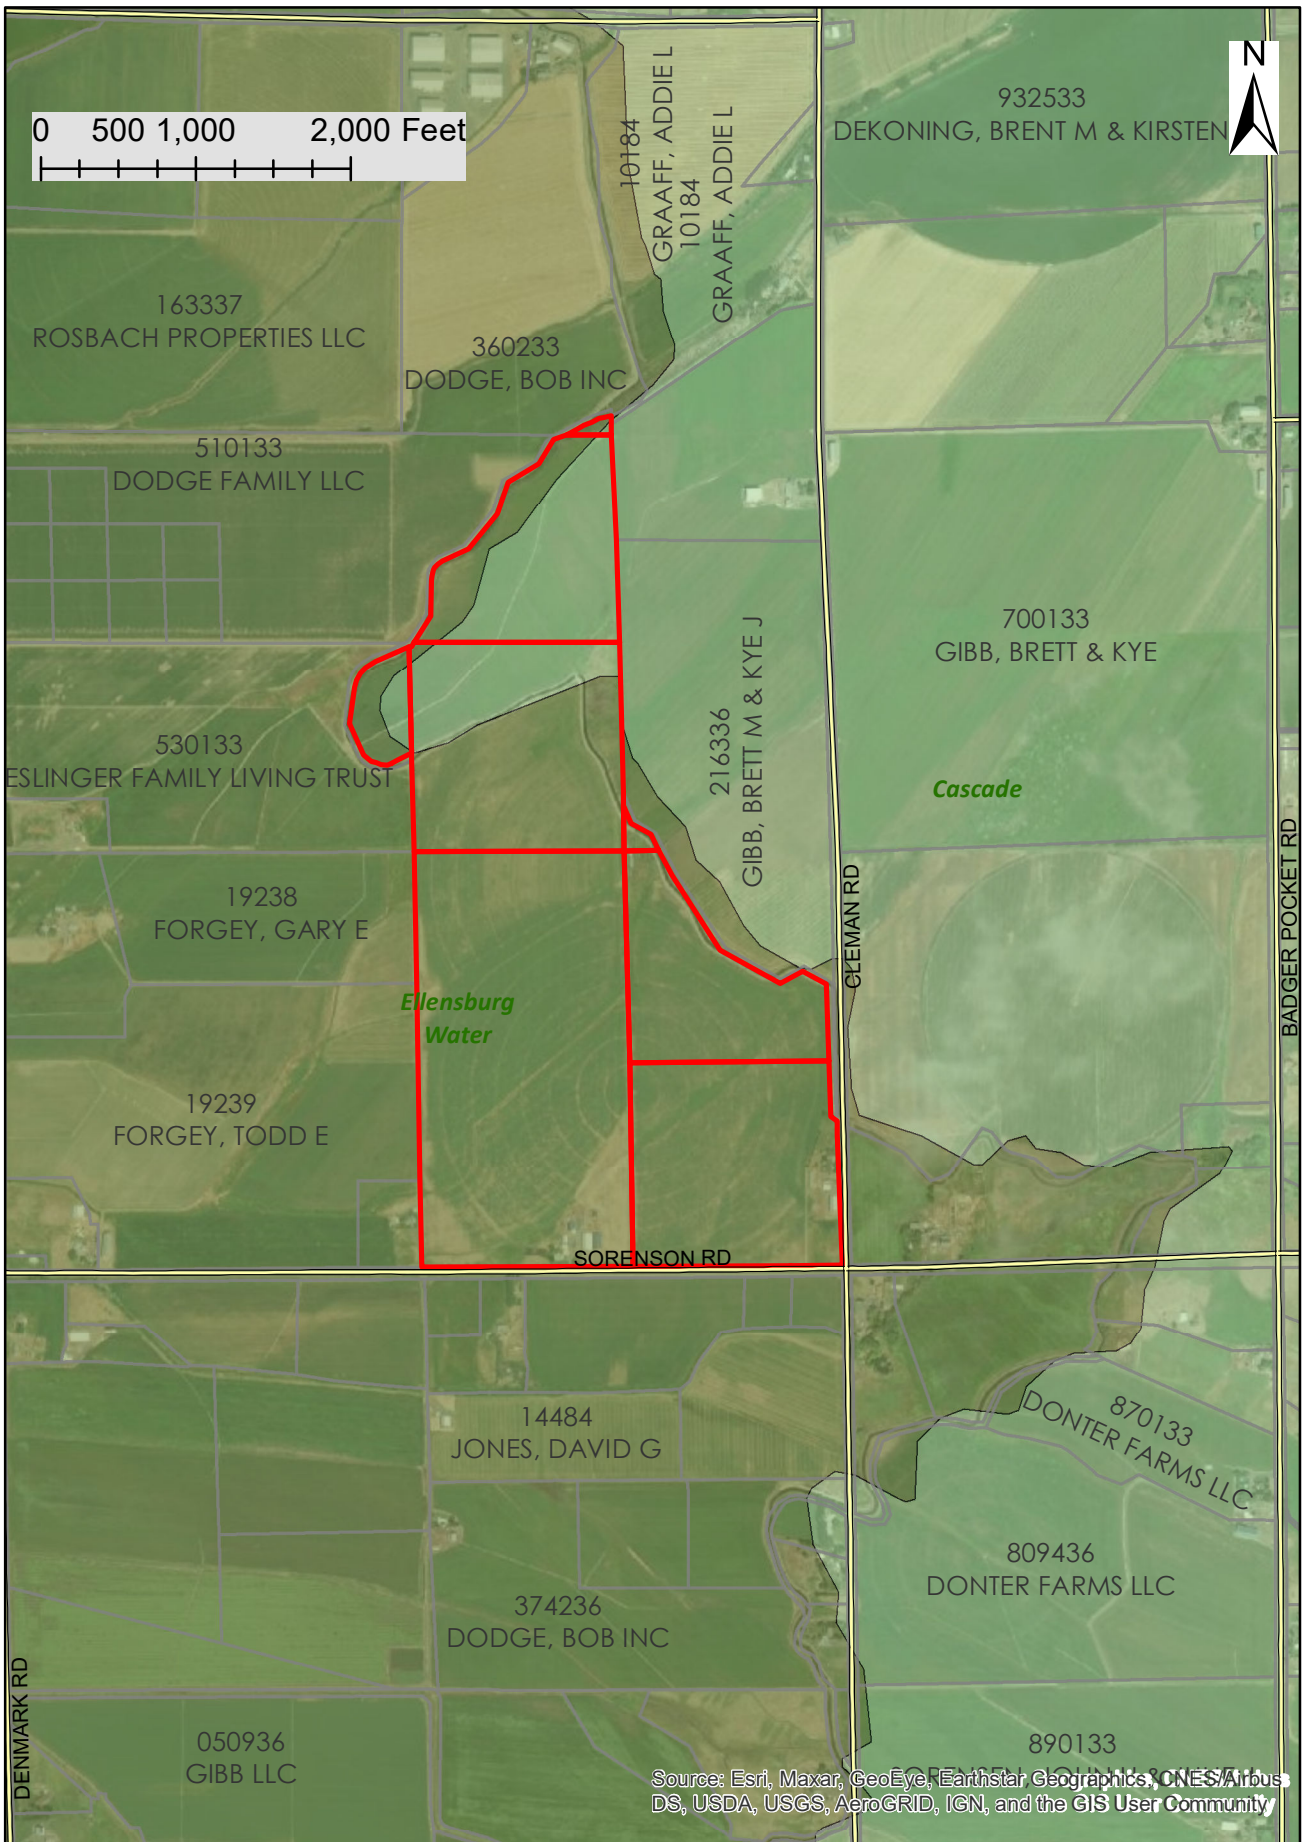 N
0 500 1,000 2,000 Feet
10184
GRAAFF, ADDIE L
10184
GRAAFF, ADDIE L
932533
DEKONING, BRENT M & KIRSTEN
163337
ROSBACH PROPERTIES LLC
360233
DODGE, BOB INC
510133
DODGE FAMILY LLC
700133
GIBB, BRETT & KYE
216336
GIBB, BRETT M & KYE J
530133
ESLINGER FAMILY LIVING TRUST
Cascade
19238
FORGEY, GARY E
CLEMAN RD
BADGER POCKET RD
Ellensburg
Water
19239
FORGEY, TODD E
SORENSON RD
14484
JONES, DAVID G
870133
DONTER FARMS LLC
809436
DONTER FARMS LLC
374236
DODGE, BOB INC
DENMARK RD
050936
GIBB LLC
890133
SORENSEN, JOHN
Source: Esri, Maxar, GeoEye, Earthstar Geographics, CNES/Airbus
DS, USDA, USGS, AeroGRID, IGN, and the GIS User Community